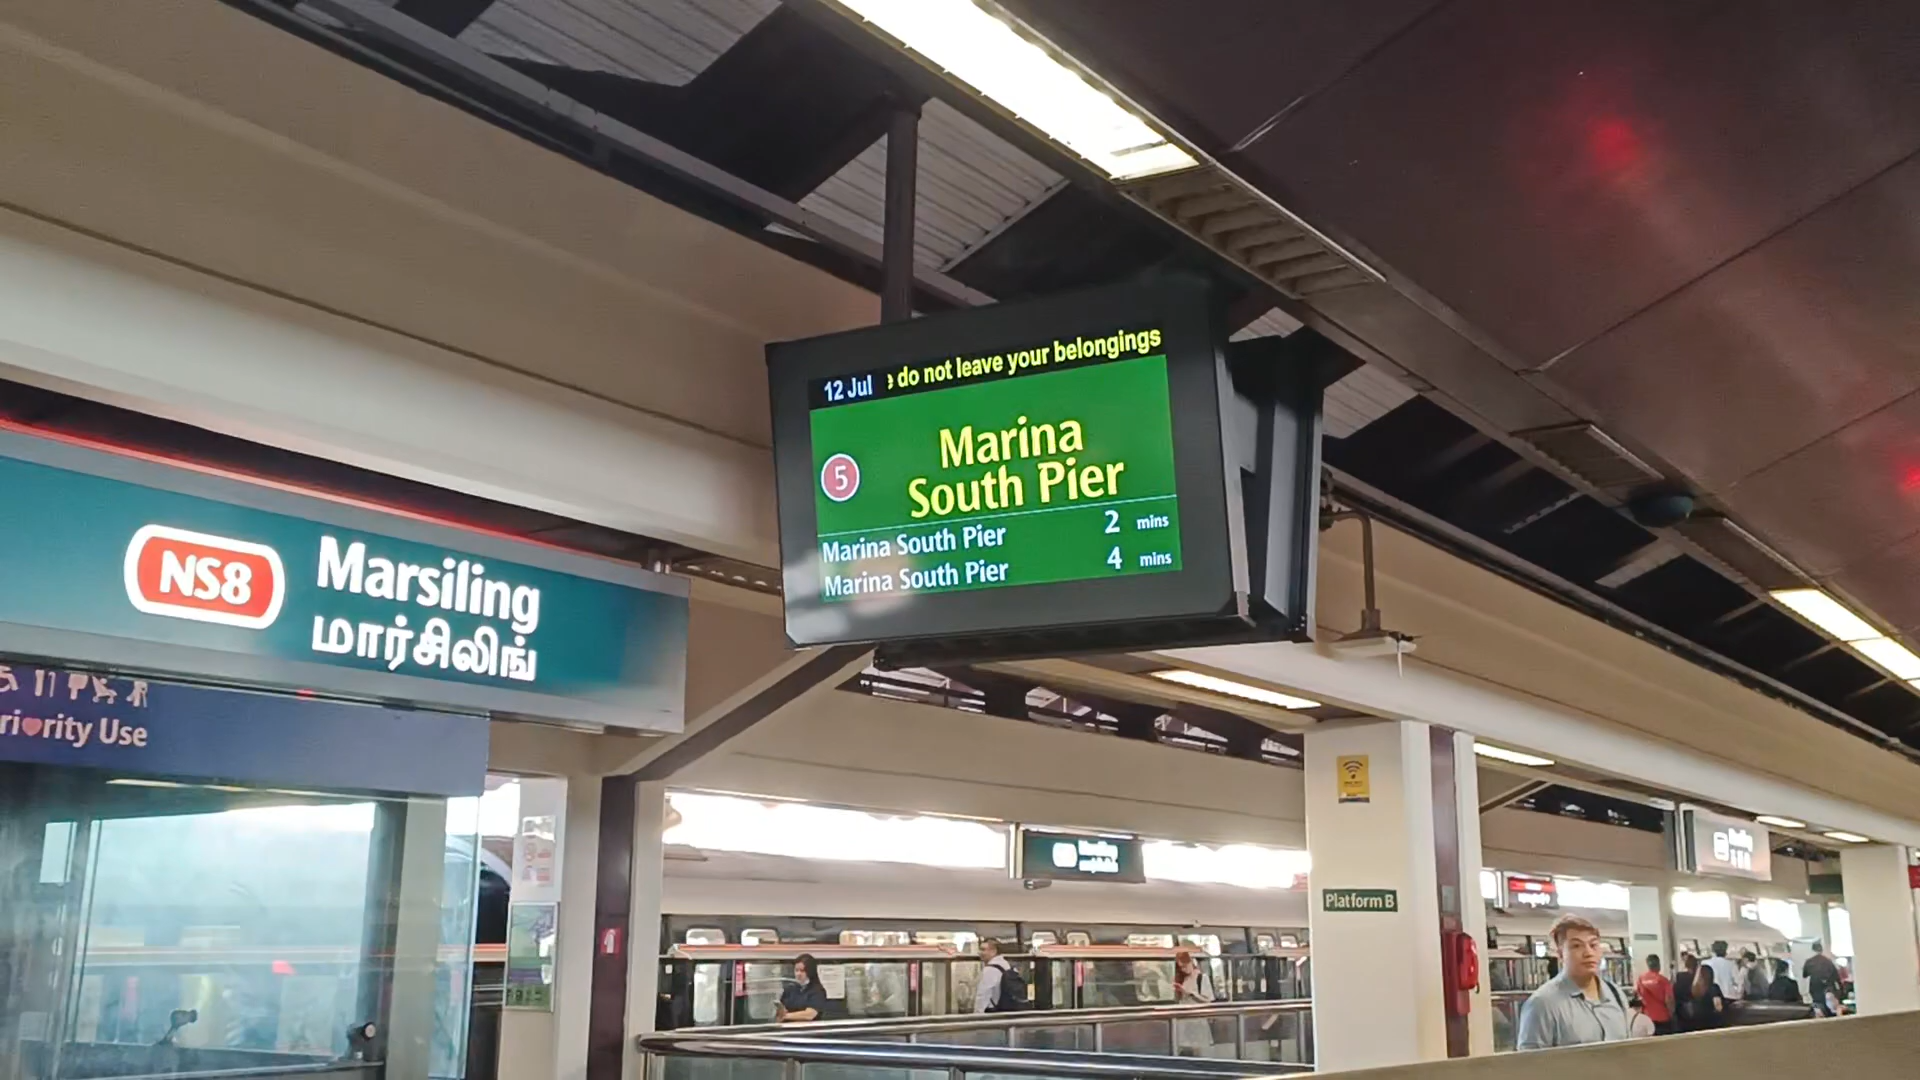 12 Jul
do not leave your belongings
5
Marina
South Pier
Marina South Pier 2 mins
Marina South Pier 4 mins
NS8 Marsiling
மார்சிலிங்
riority Use
Platform B